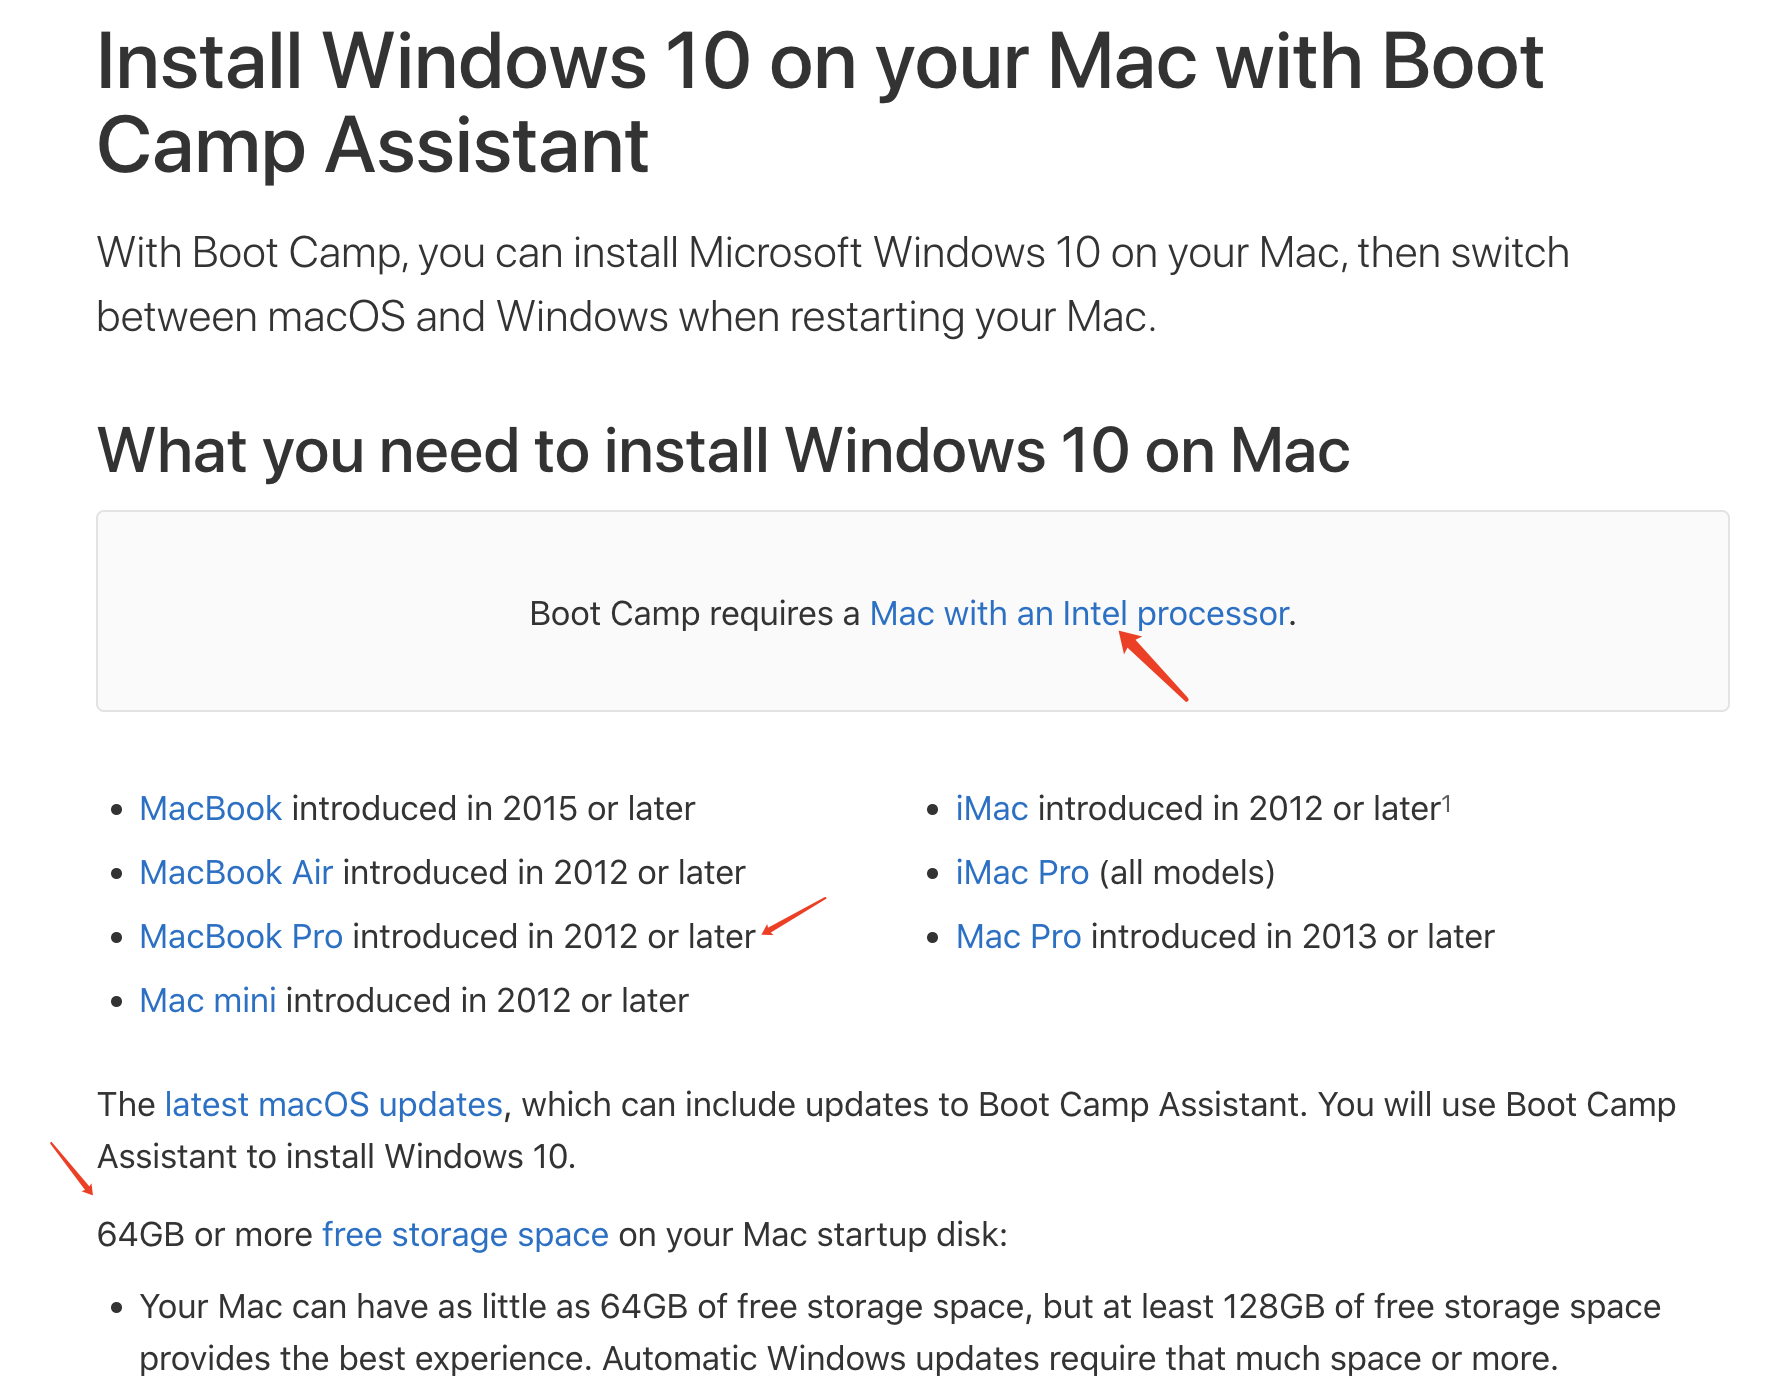 Install Windows 10 on your Mac with Boot
Camp Assistant
With Boot Camp, you can install Microsoft Windows 10 on your Mac, then switch
between macOS and Windows when restarting your Mac.
What you need to install Windows 10 on Mac
Boot Camp requires a Mac with an Intel processor.
• MacBook introduced in 2015 or later
• MacBook Air introduced in 2012 or later
• MacBook Pro introduced in 2012 or later
• Mac mini introduced in 2012 or later
• iMac introduced in 2012 or later¹
• iMac Pro (all models)
• Mac Pro introduced in 2013 or later
The latest macOS updates, which can include updates to Boot Camp Assistant. You will use Boot Camp
Assistant to install Windows 10.
64GB or more free storage space on your Mac startup disk:
• Your Mac can have as little as 64GB of free storage space, but at least 128GB of free storage space
provides the best experience. Automatic Windows updates require that much space or more.